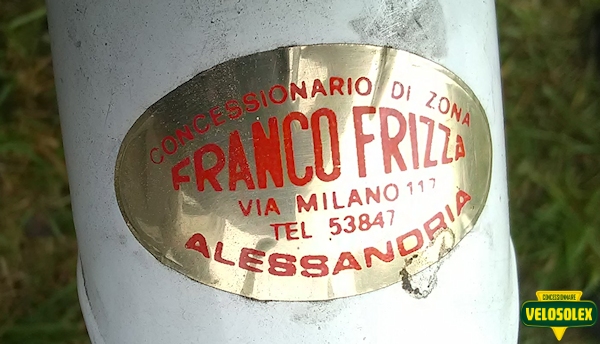 CONCESSIONARIO DI ZONA
FRANCO FRIZZA
VIA MILANO 117
TEL 53847
ALESSANDRIA
CONCESSIONNAIRE
VELOSOLEX